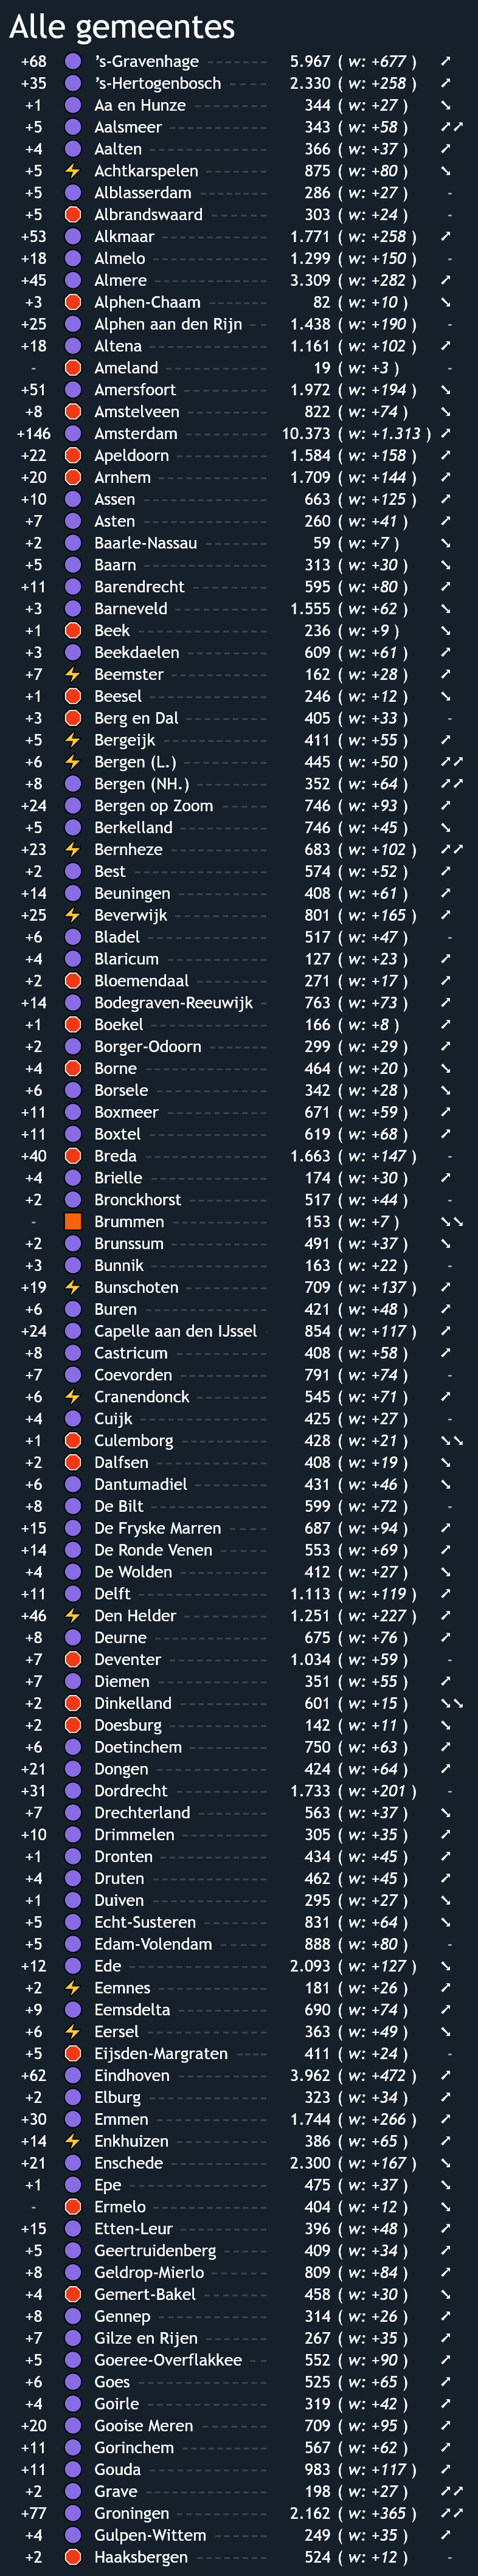 Alle gemeentes
+68 's-Gravenhage 5.967 ( w: +677 )
+35 's-Hertogenbosch 2.330 ( w: +258 )
+1 Aa en Hunze 344 ( w: +27 )
+5 Aalsmeer 343 ( w: +58 )
+4 Aalten 366 ( w: +37 )
+5 Achtkarspelen 875 ( w: +80 )
+5 Alblasserdam 286 ( w: +27 ) -
+5 Albrandswaard 303 ( w: +24 ) -
+53 Alkmaar 1.771 ( w: +258 )
+18 Almelo 1.299 ( w: +150 ) -
+45 Almere 3.309 ( w: +282 )
+3 Alphen-Chaam 82 ( w: +10 )
+25 Alphen aan den Rijn 1.438 ( w: +190 ) -
+18 Altena 1.161 ( w: +102 )
- Ameland 19 ( w: +3 ) -
+51 Amersfoort 1.972 ( w: +194 )
+8 Amstelveen 822 ( w: +74 )
+146 Amsterdam 10.373 ( w: +1.313 )
+22 Apeldoorn 1.584 ( w: +158 )
+20 Arnhem 1.709 ( w: +144 )
+10 Assen 663 ( w: +125 )
+7 Asten 260 ( w: +41 )
+2 Baarle-Nassau 59 ( w: +7 )
+5 Baarn 313 ( w: +30 )
+11 Barendrecht 595 ( w: +80 )
+3 Barneveld 1.555 ( w: +62 )
+1 Beek 236 ( w: +9 )
+3 Beekdaelen 609 ( w: +61 )
+7 Beemster 162 ( w: +28 )
+1 Beesel 246 ( w: +12 )
+3 Berg en Dal 405 ( w: +33 ) -
+5 Bergeijk 411 ( w: +55 )
+6 Bergen (L.) 445 ( w: +50 )
+8 Bergen (NH.) 352 ( w: +64 )
+24 Bergen op Zoom 746 ( w: +93 )
+5 Berkelland 746 ( w: +45 )
+23 Bernheze 683 ( w: +102 )
+2 Best 574 ( w: +52 )
+14 Beuningen 408 ( w: +61 )
+25 Beverwijk 801 ( w: +165 )
+6 Bladel 517 ( w: +47 ) -
+4 Blaricum 127 ( w: +23 )
+2 Bloemendaal 271 ( w: +17 )
+14 Bodegraven-Reeuwijk 763 ( w: +73 )
+1 Boekel 166 ( w: +8 )
+2 Borger-Odoorn 299 ( w: +29 )
+4 Borne 464 ( w: +20 )
+6 Borsele 342 ( w: +28 )
+11 Boxmeer 671 ( w: +59 )
+11 Boxtel 619 ( w: +68 )
+40 Breda 1.663 ( w: +147 ) -
+4 Brielle 174 ( w: +30 )
+2 Bronckhorst 517 ( w: +44 ) -
- Brummen 153 ( w: +7 )
+2 Brunssum 491 ( w: +37 )
+3 Bunnik 163 ( w: +22 ) -
+19 Bunschoten 709 ( w: +137 )
+6 Buren 421 ( w: +48 )
+24 Capelle aan den IJssel 854 ( w: +117 )
+8 Castricum 408 ( w: +58 )
+7 Coevorden 791 ( w: +74 ) -
+6 Cranendonck 545 ( w: +71 )
+4 Cuijk 425 ( w: +27 ) -
+1 Culemborg 428 ( w: +21 )
+2 Dalfsen 408 ( w: +19 )
+6 Dantumadiel 431 ( w: +46 )
+8 De Bilt 599 ( w: +72 ) -
+15 De Fryske Marren 687 ( w: +94 )
+14 De Ronde Venen 553 ( w: +69 )
+4 De Wolden 412 ( w: +27 )
+11 Delft 1.113 ( w: +119 )
+46 Den Helder 1.251 ( w: +227 )
+8 Deurne 675 ( w: +76 )
+7 Deventer 1.034 ( w: +59 ) -
+7 Diemen 351 ( w: +55 )
+2 Dinkelland 601 ( w: +15 )
+2 Doesburg 142 ( w: +11 )
+6 Doetinchem 750 ( w: +63 )
+21 Dongen 424 ( w: +64 )
+31 Dordrecht 1.733 ( w: +201 ) -
+7 Drechterland 563 ( w: +37 )
+10 Drimmelen 305 ( w: +35 )
+1 Dronten 434 ( w: +45 )
+4 Druten 462 ( w: +45 )
+1 Duiven 295 ( w: +27 )
+5 Echt-Susteren 831 ( w: +64 )
+5 Edam-Volendam 888 ( w: +80 ) -
+12 Ede 2.093 ( w: +127 )
+2 Eemnes 181 ( w: +26 )
+9 Eemsdelta 690 ( w: +74 )
+6 Eersel 363 ( w: +49 )
+5 Eijsden-Margraten 411 ( w: +24 ) -
+62 Eindhoven 3.962 ( w: +472 )
+2 Elburg 323 ( w: +34 )
+30 Emmen 1.744 ( w: +266 )
+14 Enkhuizen 386 ( w: +65 )
+21 Enschede 2.300 ( w: +167 )
+1 Epe 475 ( w: +37 )
- Ermelo 404 ( w: +12 )
+15 Etten-Leur 396 ( w: +48 )
+5 Geertruidenberg 409 ( w: +34 )
+8 Geldrop-Mierlo 809 ( w: +84 )
+4 Gemert-Bakel 458 ( w: +30 )
+8 Gennep 314 ( w: +26 )
+7 Gilze en Rijen 267 ( w: +35 )
+5 Goeree-Overflakkee 552 ( w: +90 )
+6 Goes 525 ( w: +65 )
+4 Goirle 319 ( w: +42 )
+20 Gooise Meren 709 ( w: +95 )
+11 Gorinchem 567 ( w: +62 )
+11 Gouda 983 ( w: +117 )
+2 Grave 198 ( w: +27 )
+77 Groningen 2.162 ( w: +365 )
+4 Gulpen-Wittem 249 ( w: +35 )
+2 Haaksbergen 524 ( w: +12 ) -